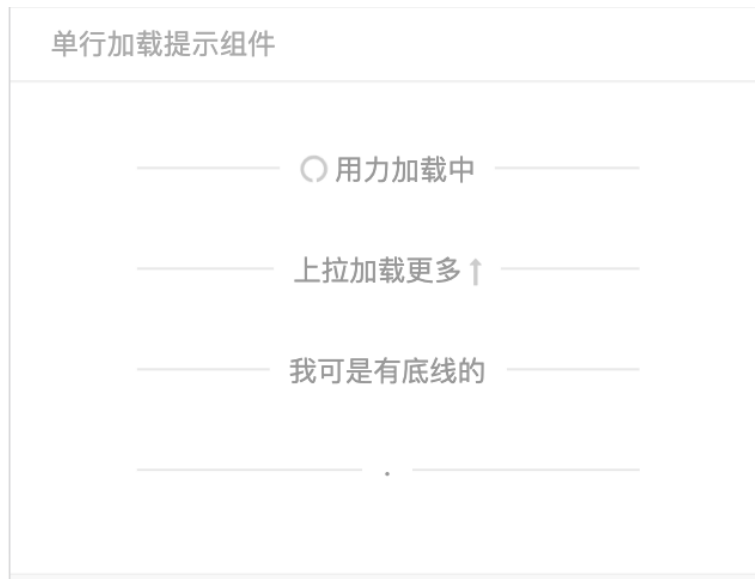 单行加载提示组件
用力加载中
上拉加载更多
我可是有底线的
.